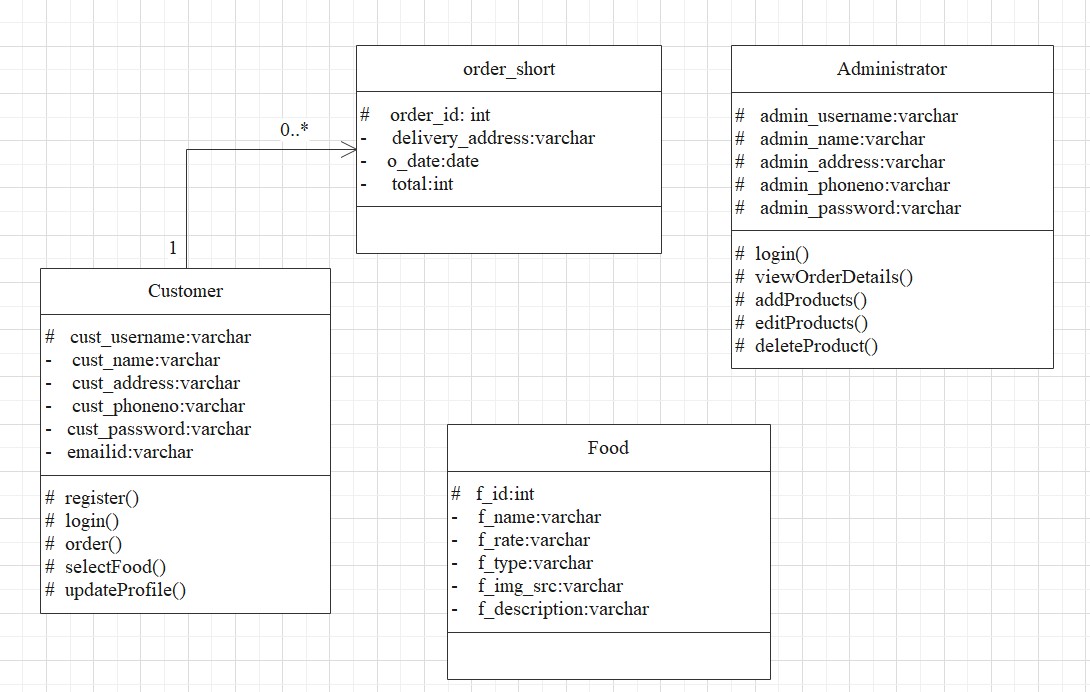 order_short
# order_id: int
- delivery_address:varchar
- o_date:date
- total:int
Administrator
# admin_username:varchar
# admin_name:varchar
# admin_address:varchar
# admin_phoneno:varchar
# admin_password:varchar
# login()
# viewOrderDetails()
# addProducts()
# editProducts()
# deleteProduct()
0..*
1
Customer
# cust_username:varchar
- cust_name:varchar
- cust_address:varchar
- cust_phoneno:varchar
- cust_password:varchar
- emailid:varchar
# register()
# login()
# order()
# selectFood()
# updateProfile()
Food
# f_id:int
- f_name:varchar
- f_rate:varchar
- f_type:varchar
- f_img_src:varchar
- f_description:varchar